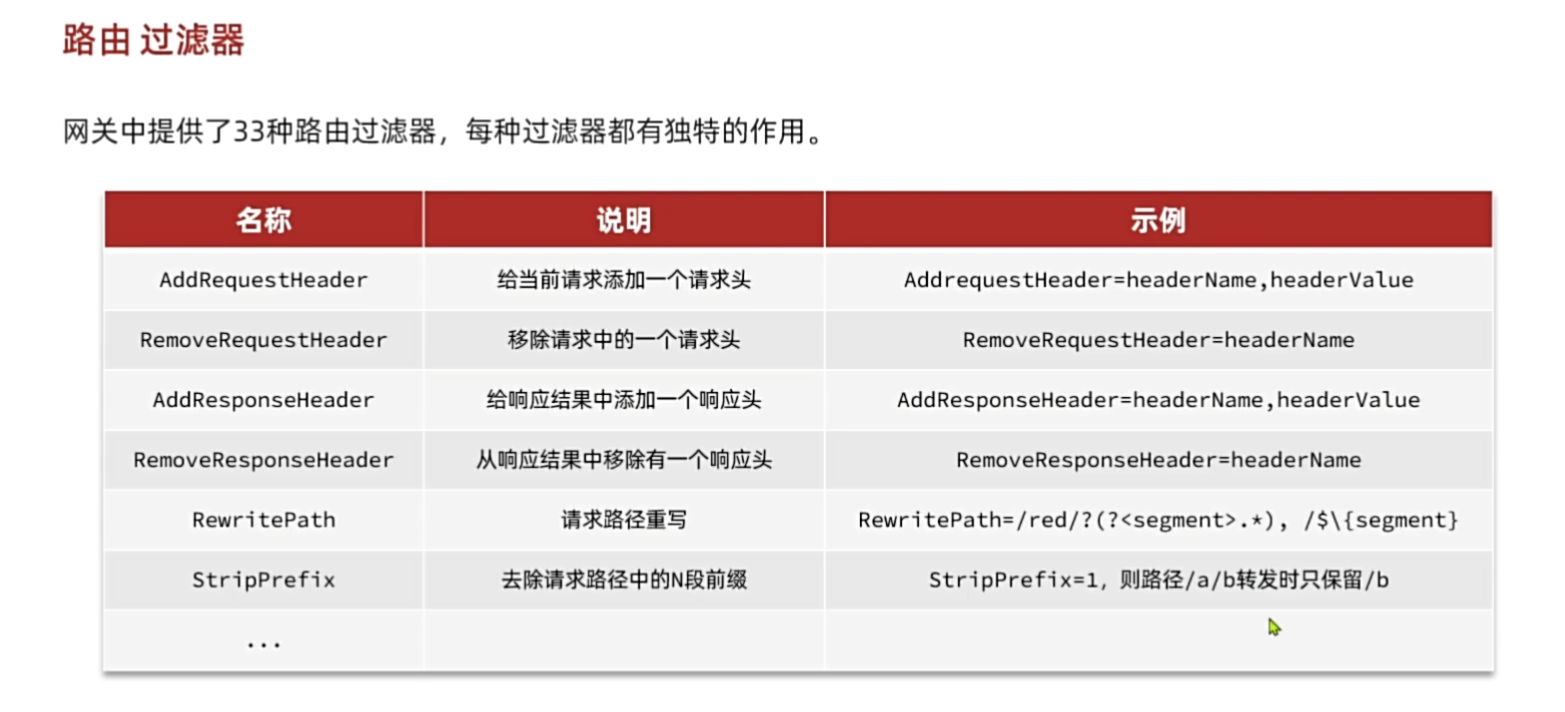 路由 过滤器
网关中提供了33种路由过滤器，每种过滤器都有独特的作用。
名称 说明 示例
AddRequestHeader 给当前请求添加一个请求头 AddrequestHeader=headerName,headerValue
RemoveRequestHeader 移除请求中的一个请求头 RemoveRequestHeader=headerName
AddResponseHeader 给响应结果中添加一个响应头 AddResponseHeader=headerName,headerValue
RemoveResponseHeader 从响应结果中移除有一个响应头 RemoveResponseHeader=headerName
RewritePath 请求路径重写 RewritePath=/red/?(?<segment>.*), /$\{segment}
StripPrefix 去除请求路径中的N段前缀 StripPrefix=1，则路径/a/b转发时只保留/b
...